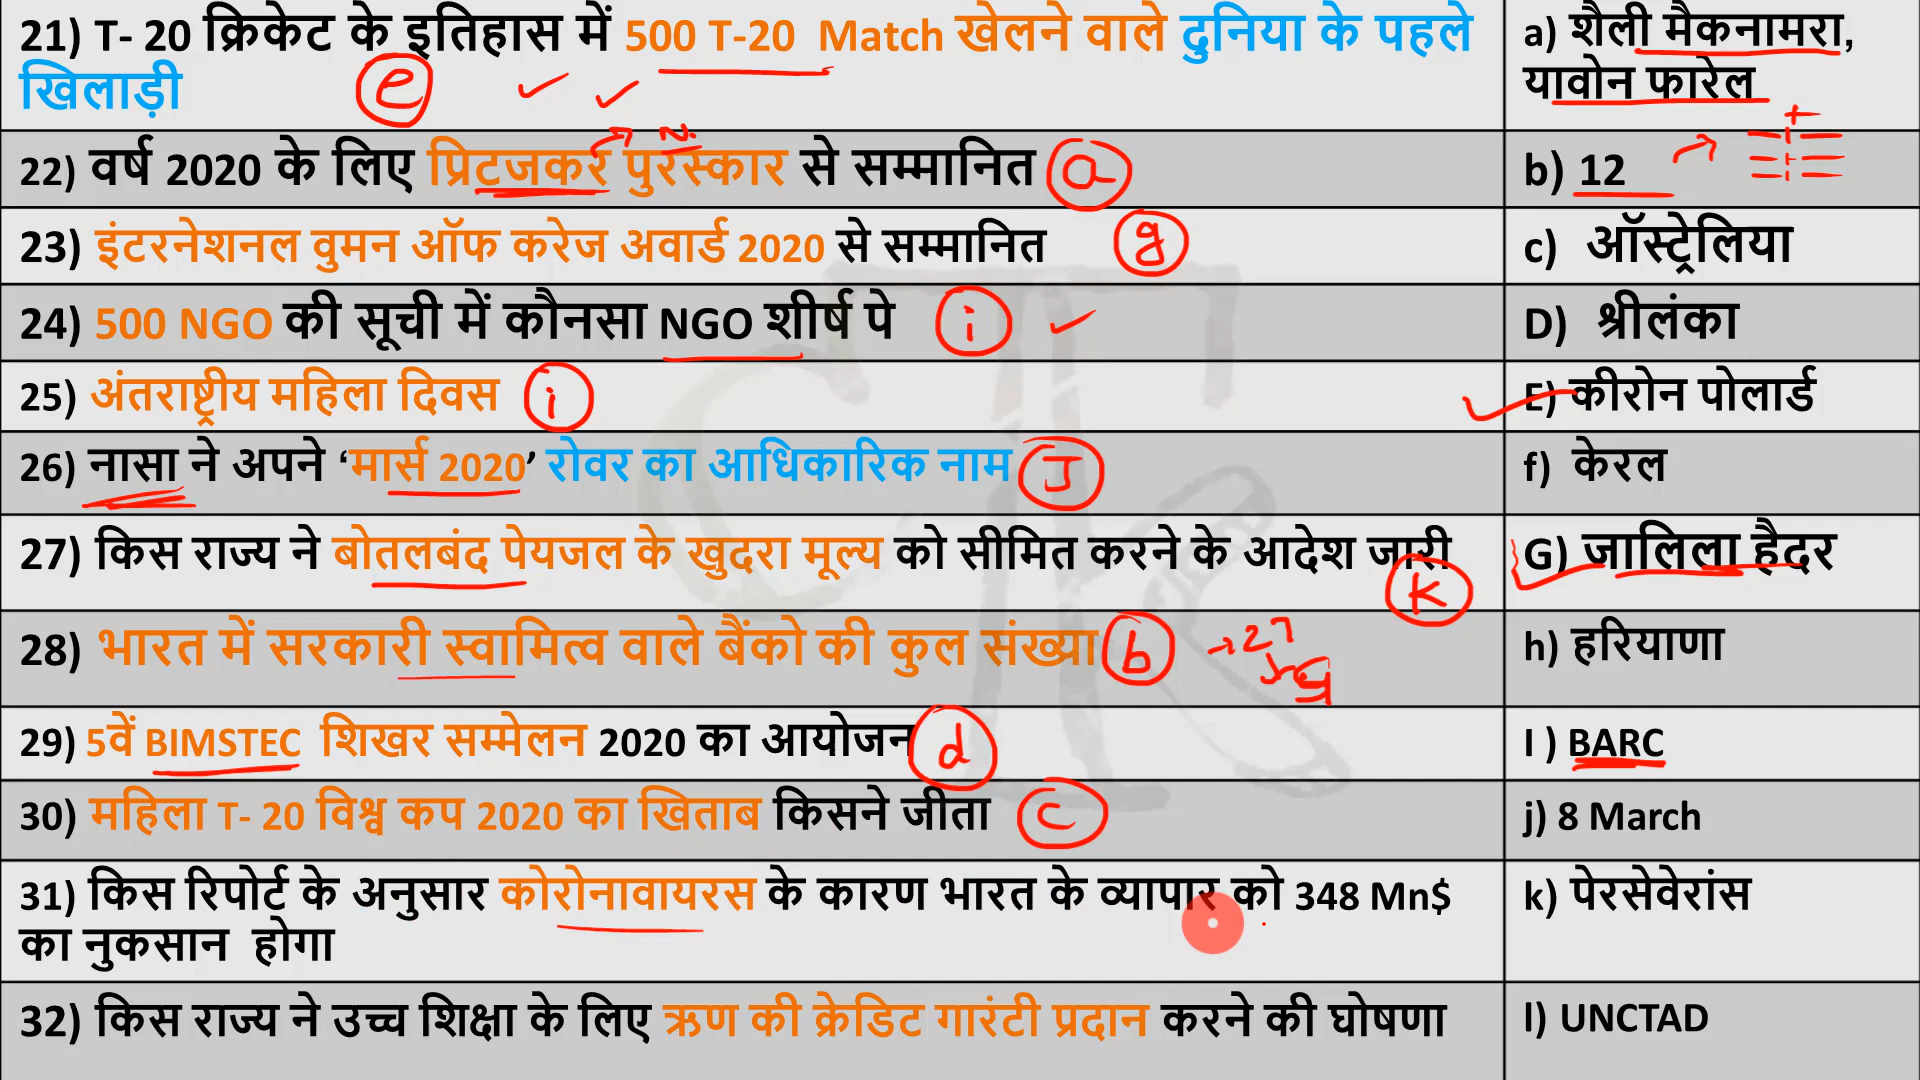 21) T- 20 क्रिकेट के इतिहास में 500 T-20 Match खेलने वाले दुनिया के पहले
खिलाड़ी e
a) शैली मैकनामरा,
यावोन फारेल
22) वर्ष 2020 के लिए प्रिटजकर पुरस्कार से सम्मानित a
b) 12
23) इंटरनेशनल वुमन ऑफ करेज अवार्ड 2020 से सम्मानित g
c) ऑस्ट्रेलिया
24) 500 NGO की सूची में कौनसा NGO शीर्ष पे i
D) श्रीलंका
25) अंतराष्ट्रीय महिला दिवस i
E) कीरोन पोलार्ड
26) नासा ने अपने ‘मार्स 2020’ रोवर का आधिकारिक नाम J
f) केरल
27) किस राज्य ने बोतलबंद पेयजल के खुदरा मूल्य को सीमित करने के आदेश जारी K
G) जालिला हैदर
28) भारत में सरकारी स्वामित्व वाले बैंको की कुल संख्या b →27
h) हरियाणा
29) 5वें BIMSTEC शिखर सम्मेलन 2020 का आयोजन d
I ) BARC
30) महिला T- 20 विश्व कप 2020 का खिताब किसने जीता c
j) 8 March
31) किस रिपोर्ट के अनुसार कोरोनावायरस के कारण भारत के व्यापार को 348 Mn$
का नुकसान होगा
k) पेरसेवेरांस
32) किस राज्य ने उच्च शिक्षा के लिए ऋण की क्रेडिट गारंटी प्रदान करने की घोषणा
l) UNCTAD